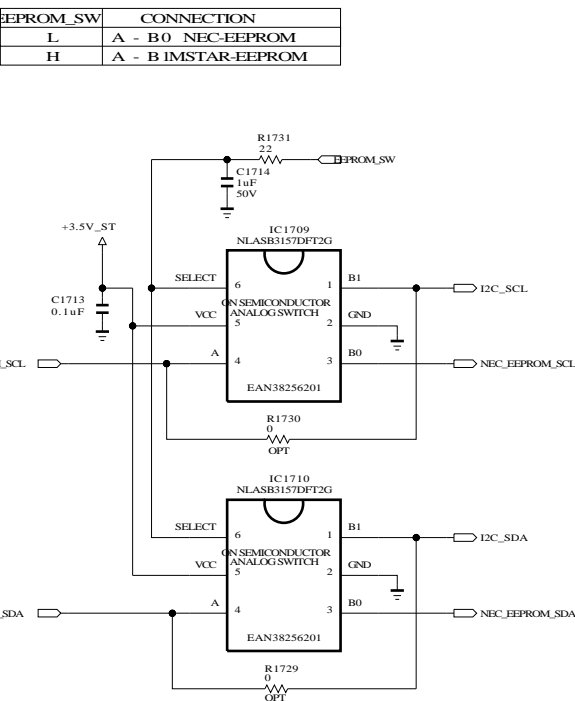 EEPROM_SW CONNECTION
L A - B0 NEC-EEPROM
H A - B1MSTAR-EEPROM
R1731
22
EEPROM_SW
C1714
1uF
50V
+3.5V_ST
IC1709
NLASB3157DFT2G
C1713
0.1uF
SELECT 6 1 B1 I2C_SCL
ON SEMICONDUCTOR
VCC 5 ANALOG SWITCH 2 GND
_SCL A 4 3 B0 NEC_EEPROM_SCL
EAN38256201
R1730
0
OPT
IC1710
NLASB3157DFT2G
SELECT 6 1 B1 I2C_SDA
ON SEMICONDUCTOR
VCC 5 ANALOG SWITCH 2 GND
_SDA A 4 3 B0 NEC_EEPROM_SDA
EAN38256201
R1729
0
OPT